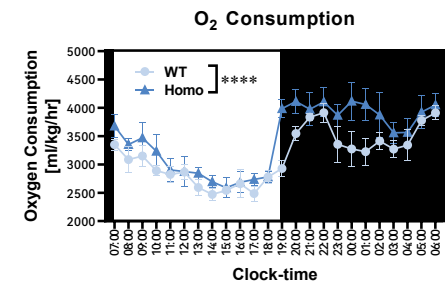 O₂ Consumption
Oxygen Consumption
[ml/kg/hr]
5000
4500
4000
3500
3000
2500
2000
WT
Homo
****
07:00 08:00 09:00 10:00 11:00 12:00 13:00 14:00 15:00 16:00 17:00 18:00 19:00 20:00 21:00 22:00 23:00 00:00 01:00 02:00 03:00 04:00 05:00 06:00
Clock-time